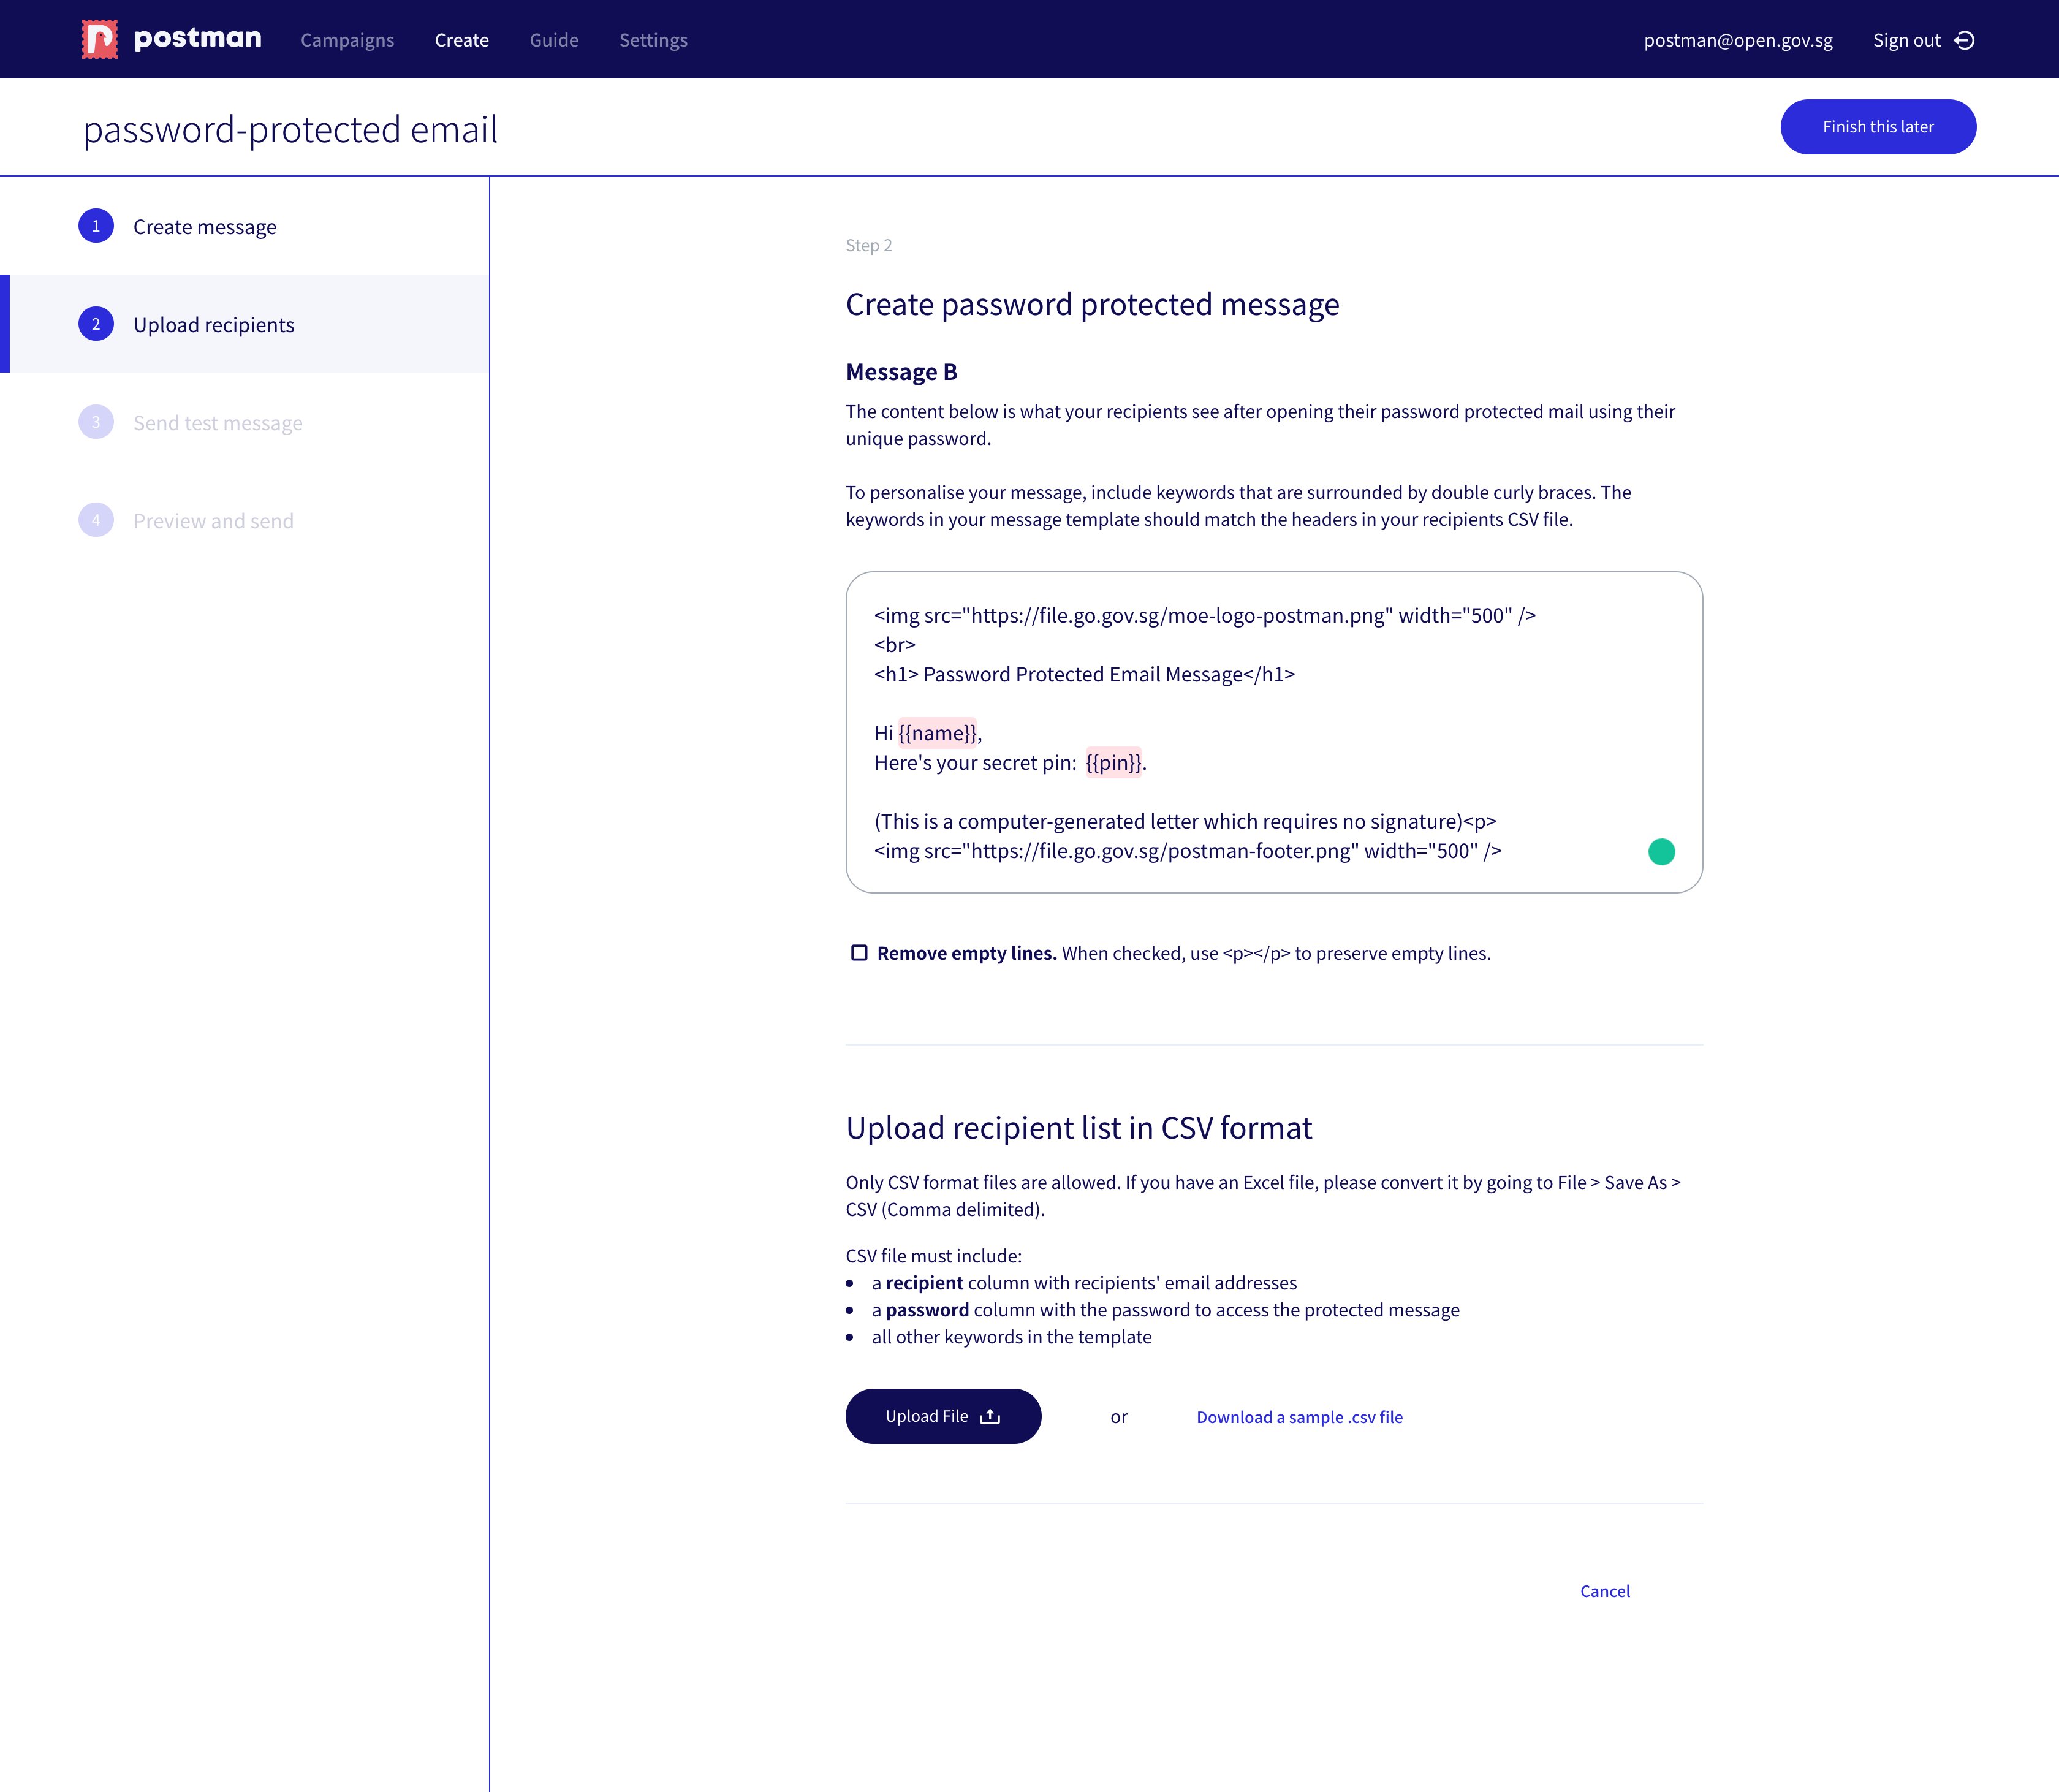 postman
Campaigns
Create
Guide
Settings
postman@open.gov.sg
Sign out
password-protected email
Finish this later
1 Create message
2 Upload recipients
3 Send test message
4 Preview and send
Step 2
Create password protected message
Message B
The content below is what your recipients see after opening their password protected mail using their
unique password.
To personalise your message, include keywords that are surrounded by double curly braces. The
keywords in your message template should match the headers in your recipients CSV file.
<img src="https://file.go.gov.sg/moe-logo-postman.png" width="500" />
<br>
<h1> Password Protected Email Message</h1>
Hi {{name}},
Here's your secret pin:  {{pin}}.
(This is a computer-generated letter which requires no signature)<p>
<img src="https://file.go.gov.sg/postman-footer.png" width="500" />
Remove empty lines. When checked, use <p></p> to preserve empty lines.
Upload recipient list in CSV format
Only CSV format files are allowed. If you have an Excel file, please convert it by going to File > Save As >
CSV (Comma delimited).
CSV file must include:
• a recipient column with recipients' email addresses
• a password column with the password to access the protected message
• all other keywords in the template
Upload File
or
Download a sample .csv file
Cancel